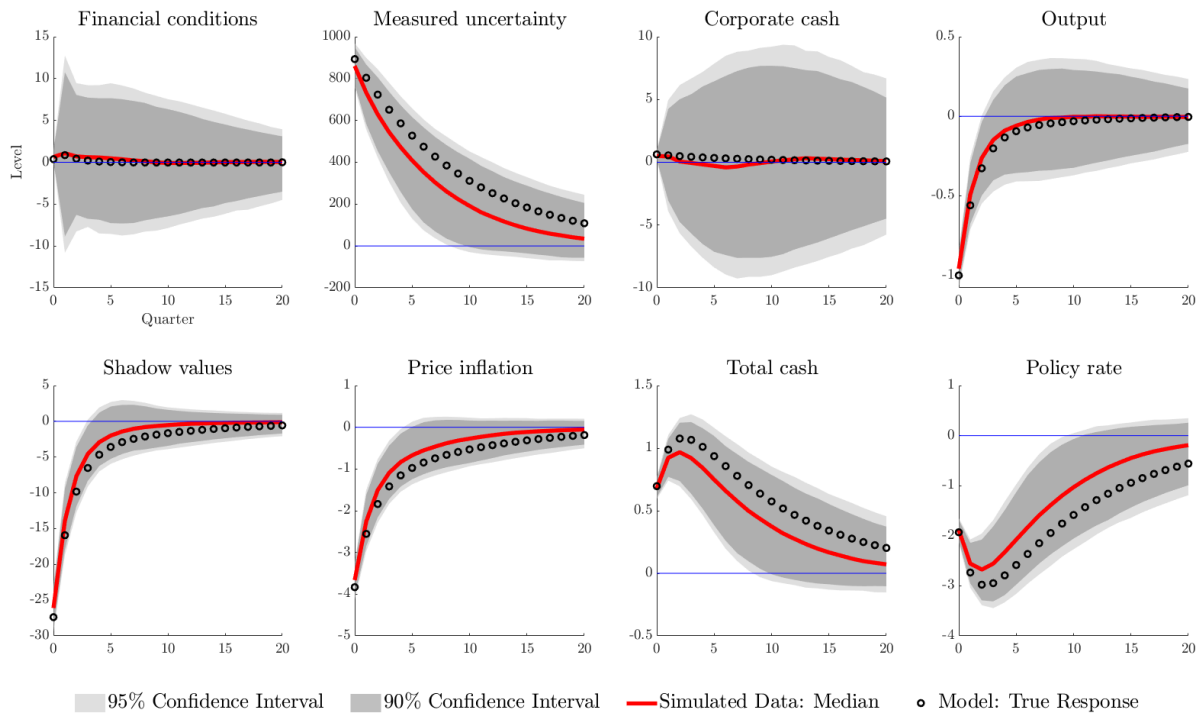 Financial conditions
Measured uncertainty
Corporate cash
Output
15
10
5
0
-5
-10
-15
Level
0 5 10 15 20
Quarter
1000
800
600
400
200
0
-200
0 5 10 15 20
10
5
0
-5
-10
0 5 10 15 20
0.5
0
-0.5
-1
0 5 10 15 20
Shadow values
Price inflation
Total cash
Policy rate
5
0
-5
-10
-15
-20
-25
-30
0 5 10 15 20
1
0
-1
-2
-3
-4
-5
0 5 10 15 20
1.5
1
0.5
0
-0.5
0 5 10 15 20
1
0
-1
-2
-3
-4
0 5 10 15 20
95% Confidence Interval 90% Confidence Interval Simulated Data: Median Model: True Response